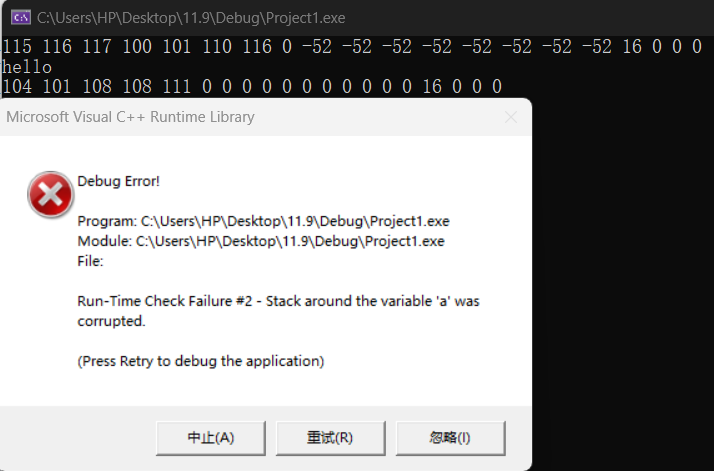 C:\Users\HP\Desktop\11.9\Debug\Project1.exe
115 116 117 100 101 110 116 0 -52 -52 -52 -52 -52 -52 -52 -52 16 0 0 0
hello
104 101 108 108 111 0 0 0 0 0 0 0 0 0 0 0 16 0 0 0
Microsoft Visual C++ Runtime Library
Debug Error!
Program: C:\Users\HP\Desktop\11.9\Debug\Project1.exe
Module: C:\Users\HP\Desktop\11.9\Debug\Project1.exe
File:
Run-Time Check Failure #2 - Stack around the variable 'a' was
corrupted.
(Press Retry to debug the application)
中止(A) 重试(R) 忽略(I)